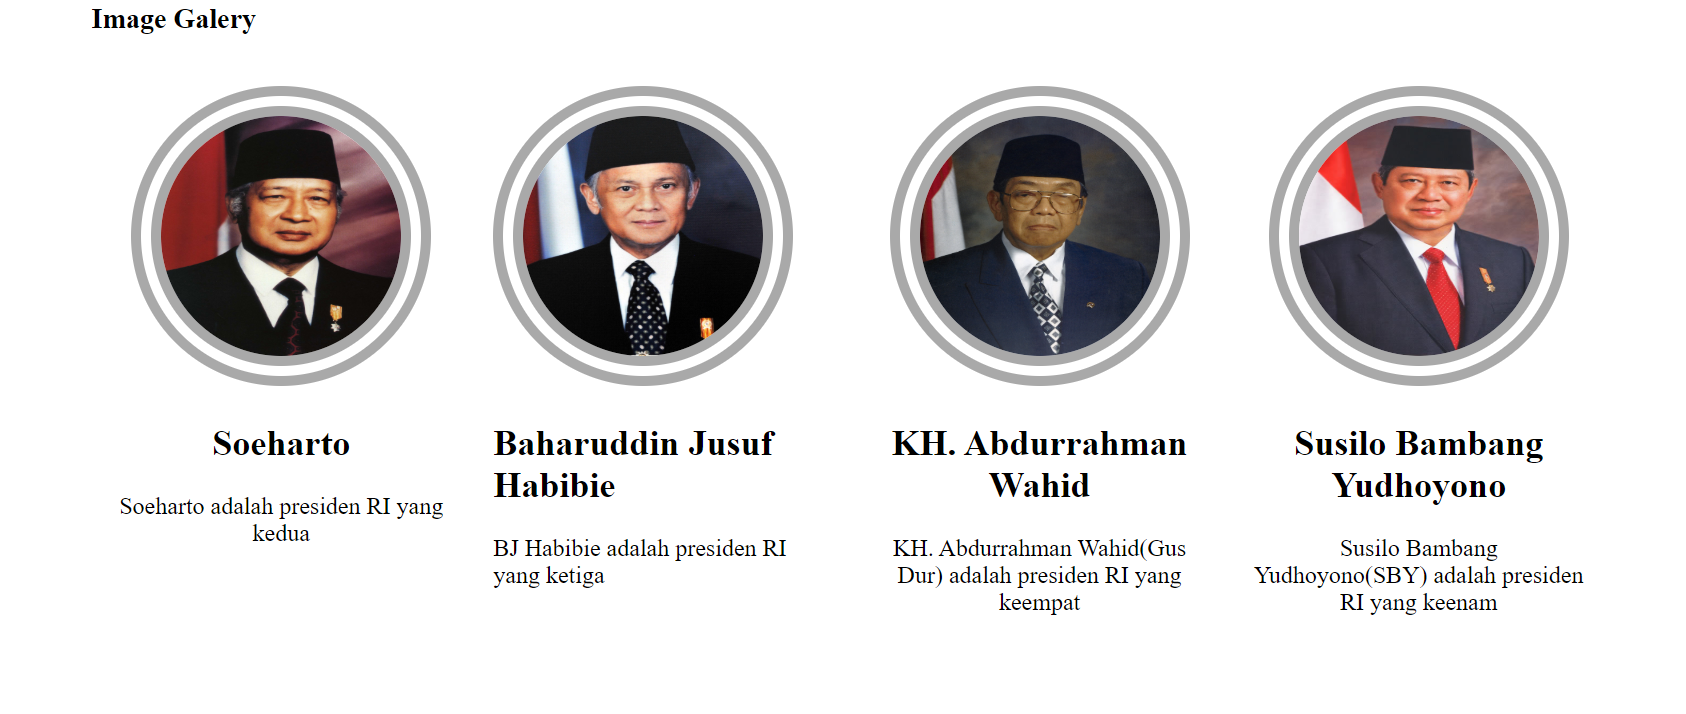 Image Galery
Soeharto
Soeharto adalah presiden RI yang
kedua
Baharuddin Jusuf
Habibie
BJ Habibie adalah presiden RI
yang ketiga
KH. Abdurrahman
Wahid
KH. Abdurrahman Wahid(Gus
Dur) adalah presiden RI yang
keempat
Susilo Bambang
Yudhoyono
Susilo Bambang
Yudhoyono(SBY) adalah presiden
RI yang keenam